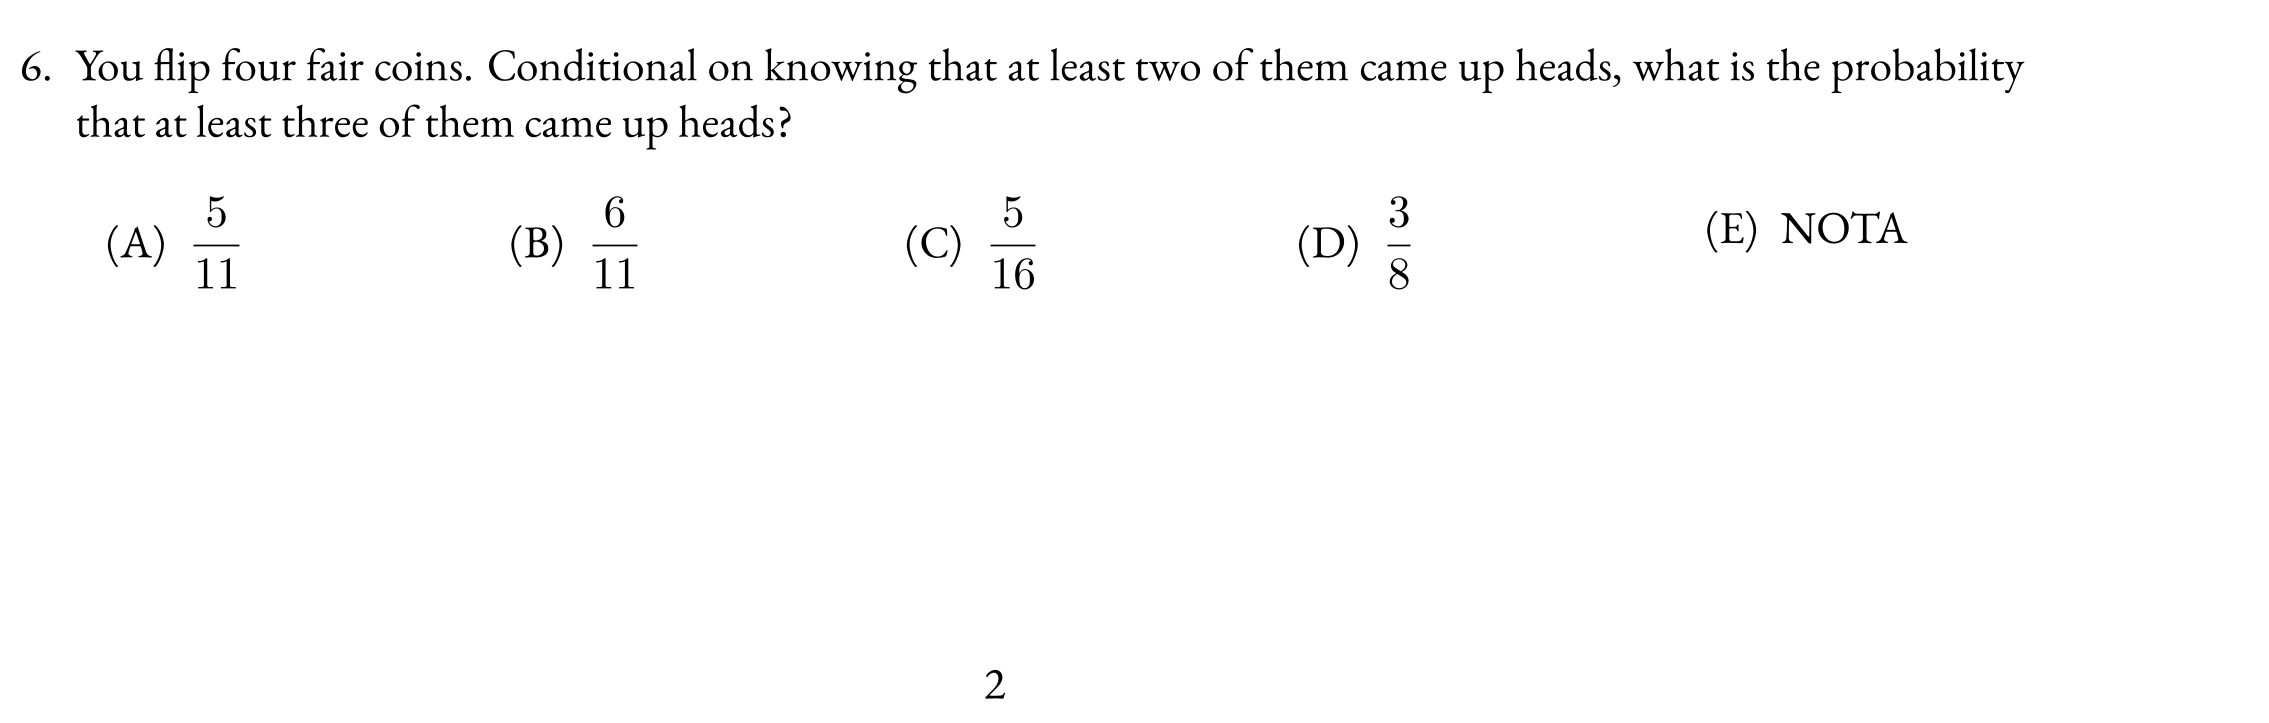 6. You flip four fair coins. Conditional on knowing that at least two of them came up heads, what is the probability
that at least three of them came up heads?
(A) 5/11 (B) 6/11 (C) 5/16 (D) 3/8 (E) NOTA
2